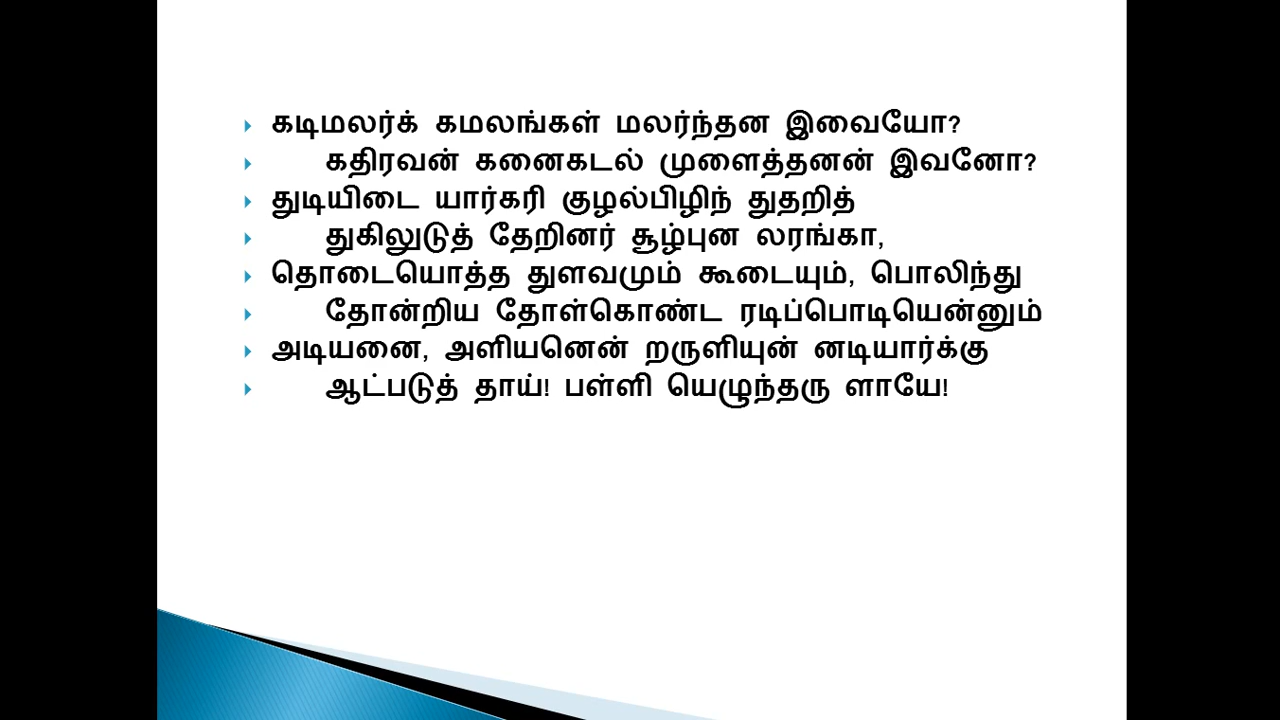 கடிமலர்க் கமலங்கள் மலர்ந்தன இவையோ?
கதிரவன் கனைகடல் முளைத்தனன் இவனோ?
துடியிடை யார்கரி குழல்பிழிந் துதறித்
துகிலுடுத் தேறினர் சூழ்புன லரங்கா,
தொடையொத்த துளவமும் கூடையும், பொலிந்து
தோன்றிய தோள்கொண்ட ரடிப்பொடியென்னும்
அடியனை, அளியனென் றருளியுன் னடியார்க்கு
ஆட்படுத் தாய்! பள்ளி யெழுந்தரு ளாயே!